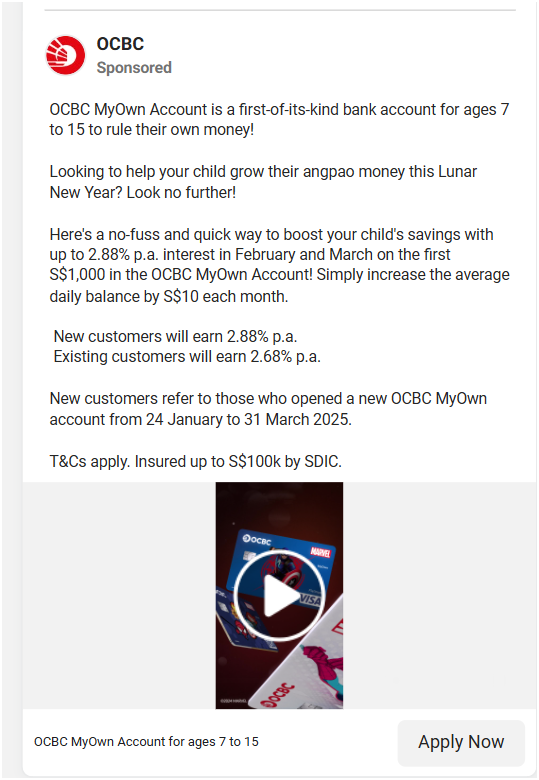 OCBC
Sponsored
OCBC MyOwn Account is a first-of-its-kind bank account for ages 7
to 15 to rule their own money!
Looking to help your child grow their angpao money this Lunar
New Year? Look no further!
Here's a no-fuss and quick way to boost your child's savings with
up to 2.88% p.a. interest in February and March on the first
S$1,000 in the OCBC MyOwn Account! Simply increase the average
daily balance by S$10 each month.
New customers will earn 2.88% p.a.
Existing customers will earn 2.68% p.a.
New customers refer to those who opened a new OCBC MyOwn
account from 24 January to 31 March 2025.
T&Cs apply. Insured up to S$100k by SDIC.
OCBC
MARVEL
VISA
OCBC
©2024 MARVEL
OCBC MyOwn Account for ages 7 to 15
Apply Now